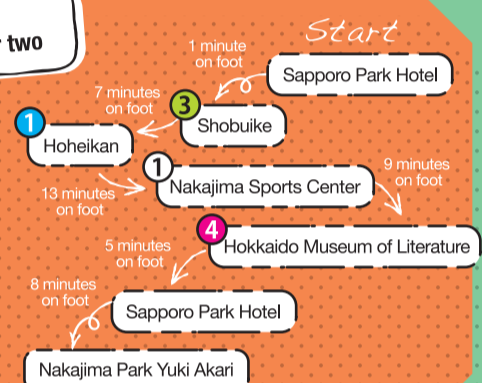 two
Start
1 minute
on foot
Sapporo Park Hotel
7 minutes
on foot
3
Shobuike
1
Hoheikan
1
Nakajima Sports Center
9 minutes
on foot
13 minutes
on foot
4
Hokkaido Museum of Literature
5 minutes
on foot
8 minutes
on foot
Sapporo Park Hotel
Nakajima Park Yuki Akari